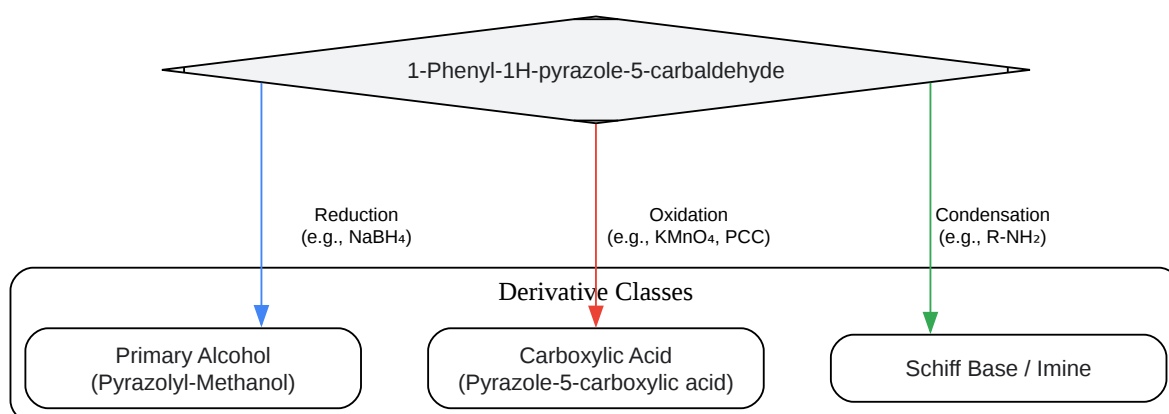 1-Phenyl-1H-pyrazole-5-carbaldehyde
Reduction
(e.g., NaBH₄)
Oxidation
(e.g., KMnO₄, PCC)
Condensation
(e.g., R-NH₂)
Derivative Classes
Primary Alcohol
(Pyrazolyl-Methanol)
Carboxylic Acid
(Pyrazole-5-carboxylic acid)
Schiff Base / Imine